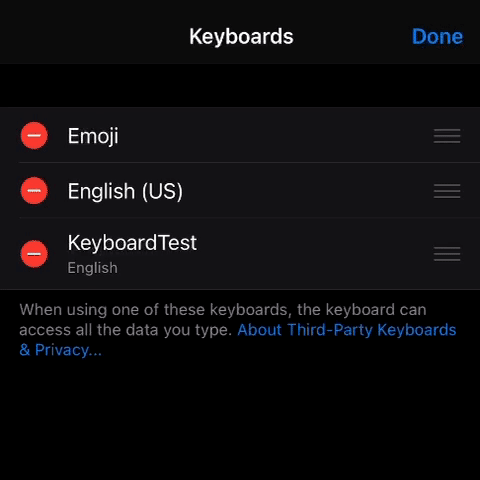 Keyboards
Done
Emoji
English (US)
KeyboardTest
English
When using one of these keyboards, the keyboard can
access all the data you type. About Third-Party Keyboards
& Privacy...